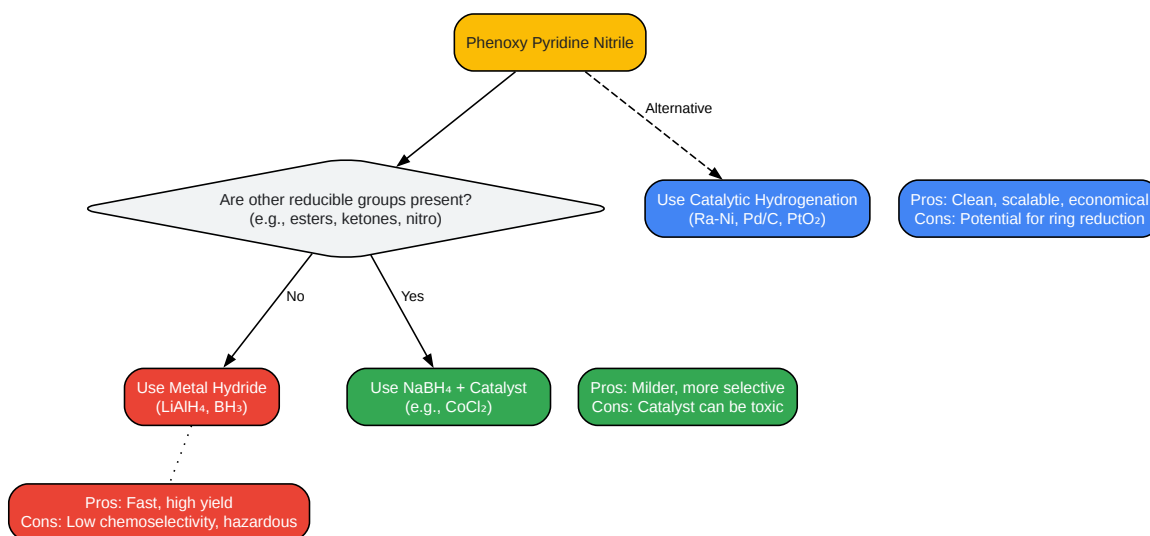 Phenoxy Pyridine Nitrile
Alternative
Are other reducible groups present?
(e.g., esters, ketones, nitro)
Use Catalytic Hydrogenation
(Ra-Ni, Pd/C, PtO₂)
Pros: Clean, scalable, economical
Cons: Potential for ring reduction
No
Yes
Use Metal Hydride
(LiAlH₄, BH₃)
Use NaBH₄ + Catalyst
(e.g., CoCl₂)
Pros: Milder, more selective
Cons: Catalyst can be toxic
Pros: Fast, high yield
Cons: Low chemoselectivity, hazardous